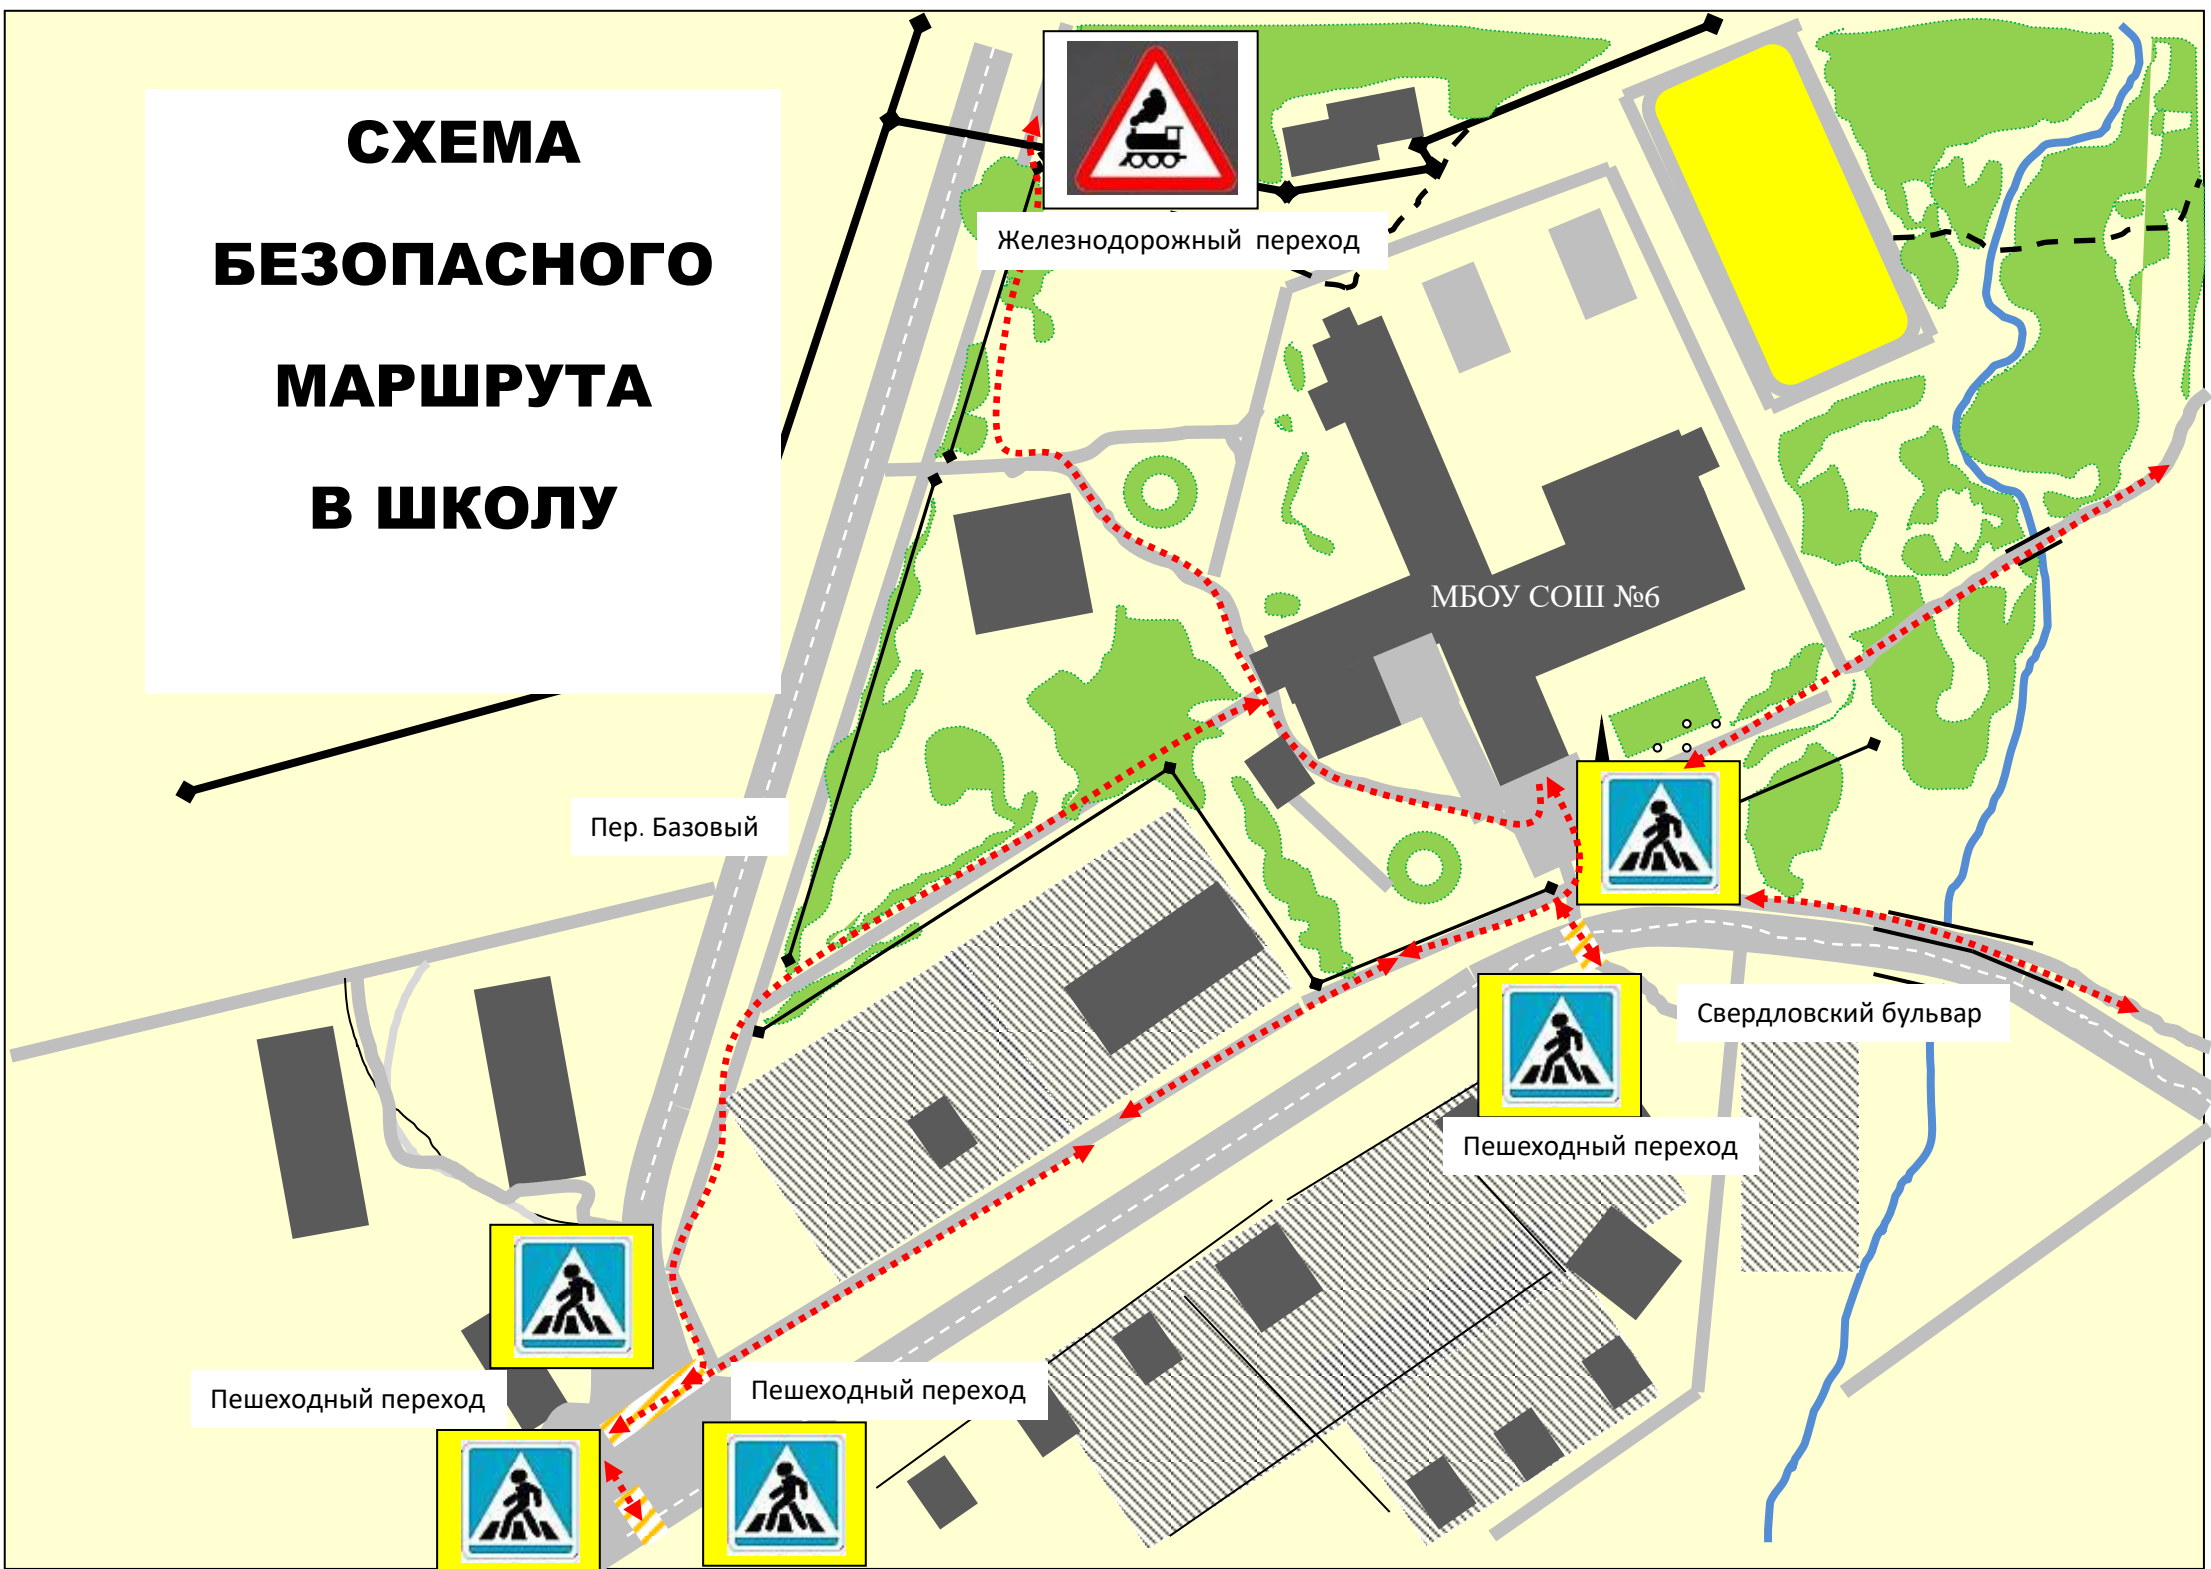 СХЕМА
БЕЗОПАСНОГО
МАРШРУТА
В ШКОЛУ
Железнодорожный переход
МБОУ СОШ №6
Пер. Базовый
Свердловский бульвар
Пешеходный переход
Пешеходный переход
Пешеходный переход